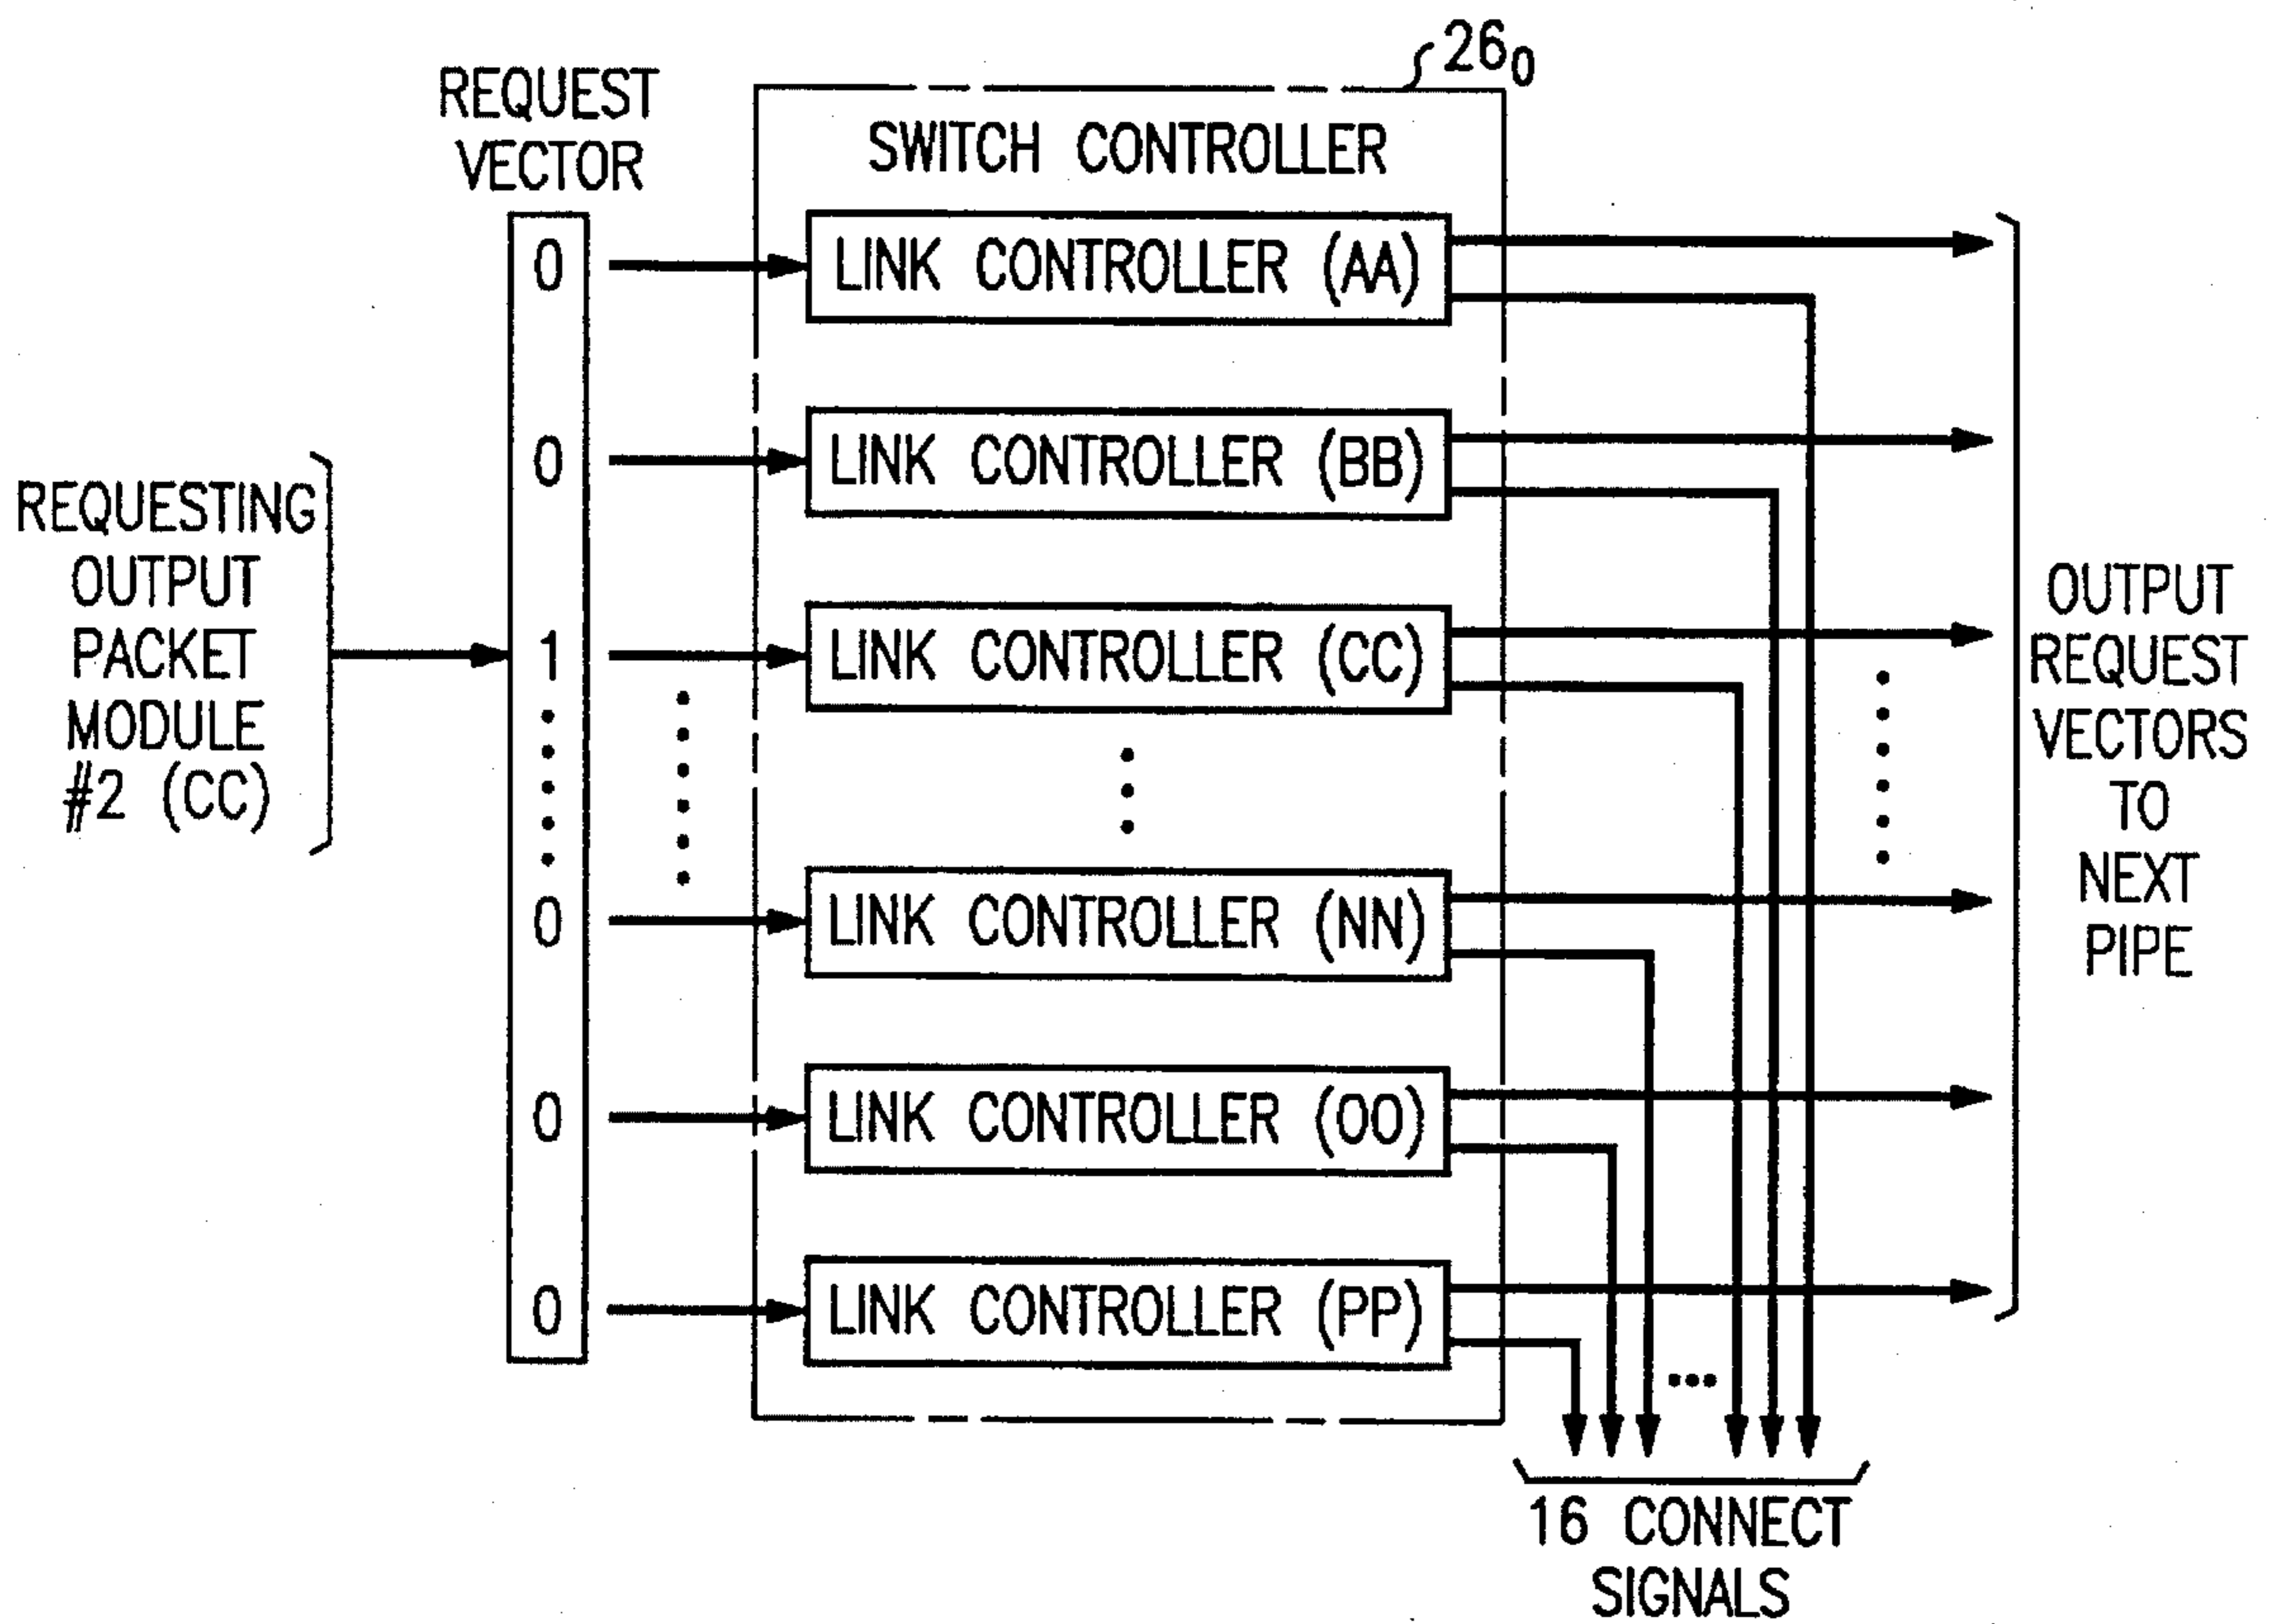 26₀
REQUEST
VECTOR
SWITCH CONTROLLER
0
LINK CONTROLLER (AA)
0
LINK CONTROLLER (BB)
REQUESTING
OUTPUT
PACKET
MODULE
#2 (CC)
1
LINK CONTROLLER (CC)
OUTPUT
REQUEST
VECTORS
TO
NEXT
PIPE
0
LINK CONTROLLER (NN)
0
LINK CONTROLLER (OO)
0
LINK CONTROLLER (PP)
16 CONNECT
SIGNALS